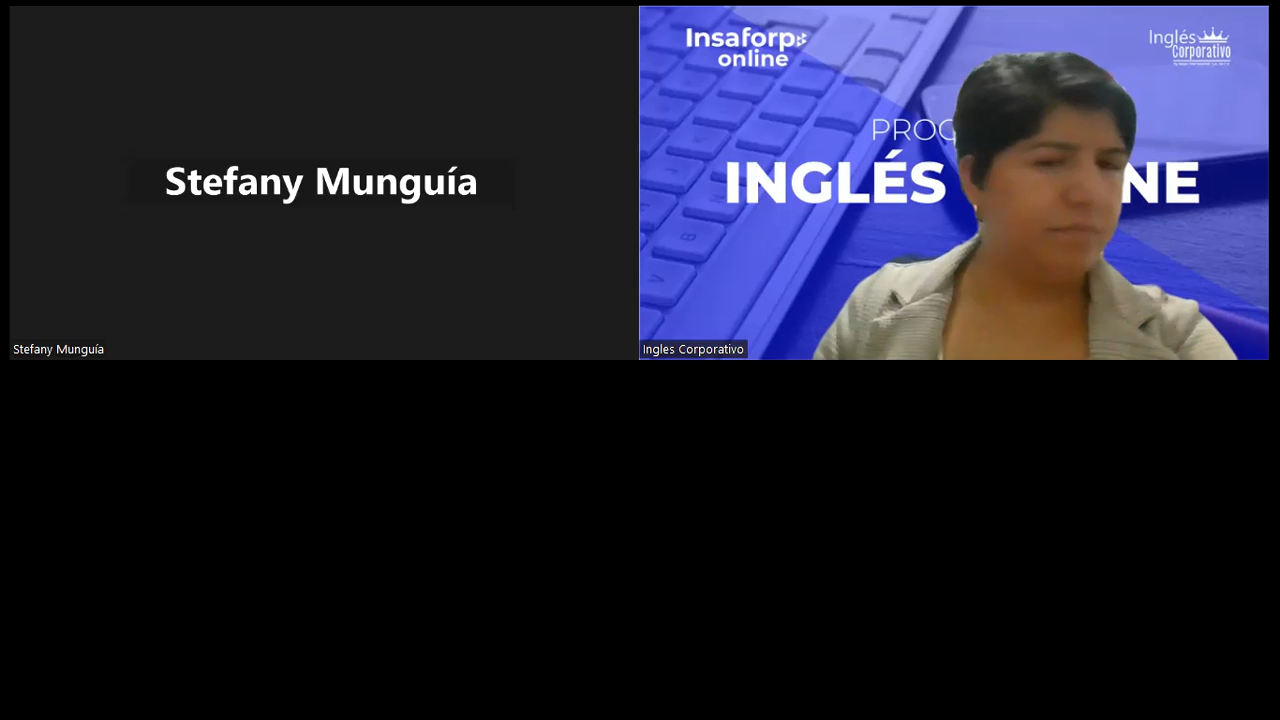 Stefany Munguía
Stefany Munguía
Insaforp
online
Inglés
Corporativo
PROG
INGLÉS
NE
Ingles Corporativo